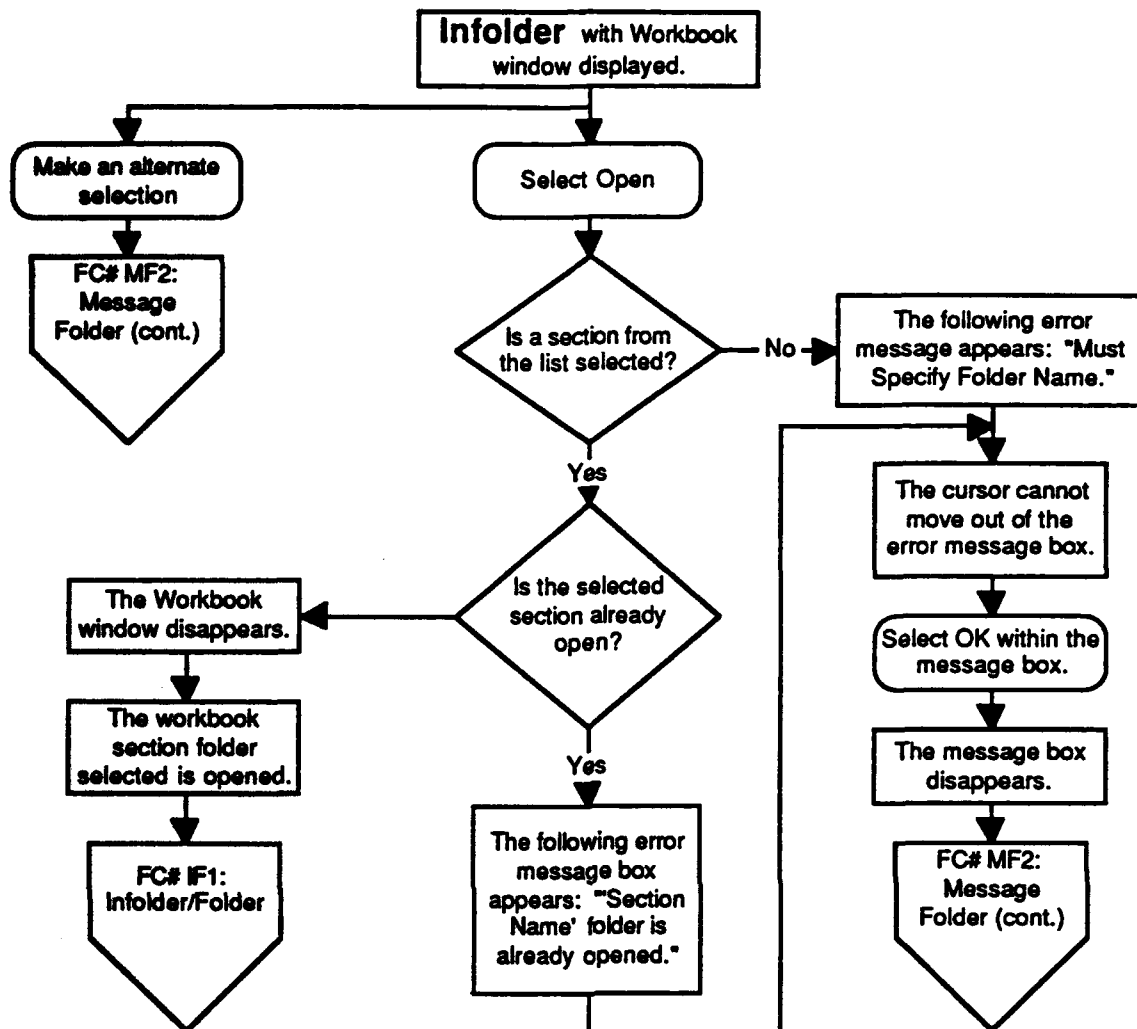 Infolder with Workbook
window displayed.
Make an alternate
selection
Select Open
FC# MF2:
Message
Folder (cont.)
Is a section from
the list selected?
No
The following error
message appears: "Must
Specify Folder Name."
Yes
The cursor cannot
move out of the
error message box.
Is the selected
section already
open?
The Workbook
window disappears.
Select OK within the
message box.
The workbook
section folder
selected is opened.
The message box
disappears.
Yes
The following error
message box
appears: "'Section
Name' folder is
already opened."
FC# IF1:
Infolder/Folder
FC# MF2:
Message
Folder (cont.)